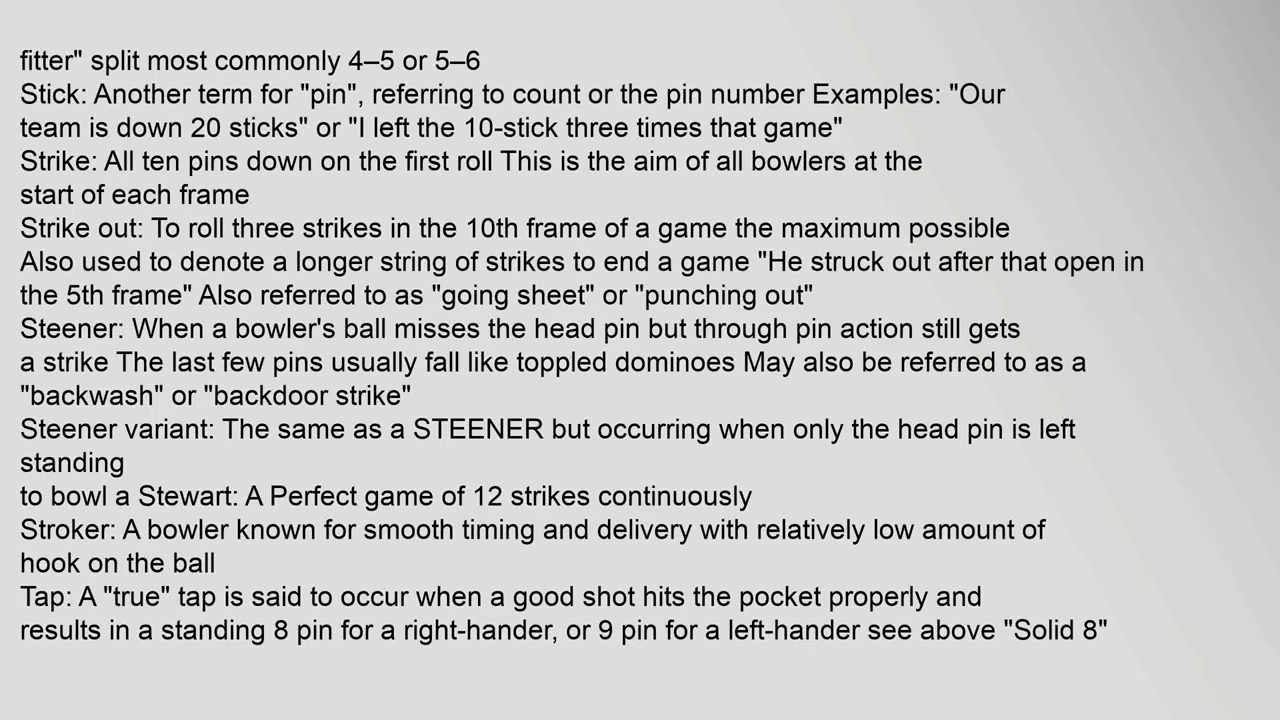 fitter" split most commonly 4–5 or 5–6
Stick: Another term for "pin", referring to count or the pin number Examples: "Our
team is down 20 sticks" or "I left the 10-stick three times that game"
Strike: All ten pins down on the first roll This is the aim of all bowlers at the
start of each frame
Strike out: To roll three strikes in the 10th frame of a game the maximum possible
Also used to denote a longer string of strikes to end a game "He struck out after that open in
the 5th frame" Also referred to as "going sheet" or "punching out"
Steener: When a bowler's ball misses the head pin but through pin action still gets
a strike The last few pins usually fall like toppled dominoes May also be referred to as a
"backwash" or "backdoor strike"
Steener variant: The same as a STEENER but occurring when only the head pin is left
standing
to bowl a Stewart: A Perfect game of 12 strikes continuously
Stroker: A bowler known for smooth timing and delivery with relatively low amount of
hook on the ball
Tap: A "true" tap is said to occur when a good shot hits the pocket properly and
results in a standing 8 pin for a right-hander, or 9 pin for a left-hander see above "Solid 8"